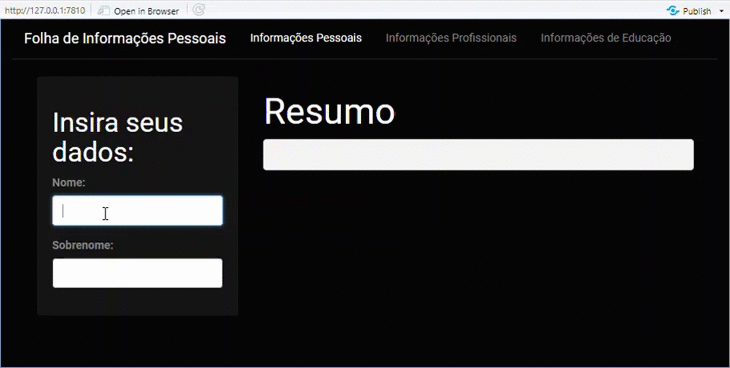 http://127.0.0.1:7810 Open in Browser Publish
Folha de Informações Pessoais Informações Pessoais Informações Profissionais Informações de Educação
Insira seus
dados:
Nome:
Sobrenome:
Resumo